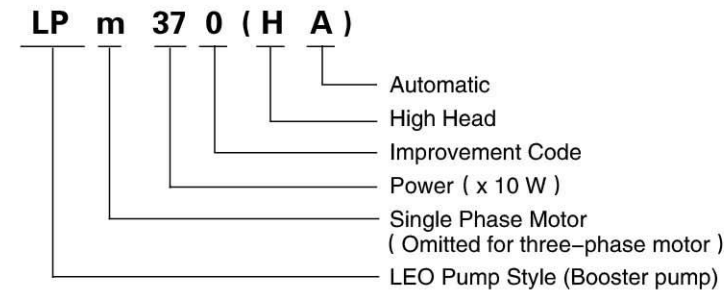 LP m 37 0 ( H A )
Automatic
High Head
Improvement Code
Power ( x 10 W )
Single Phase Motor
( Omitted for three–phase motor )
LEO Pump Style (Booster pump)